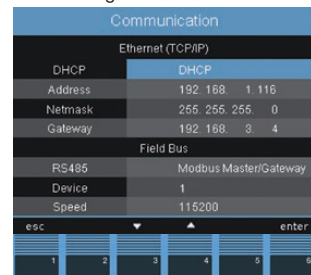 Communication
Ethernet (TCP/IP)
DHCP DHCP
Address 192. 168. 1. 116
Netmask 255. 255. 255. 0
Gateway 192. 168. 3. 4
Field Bus
RS485 Modbus Master/Gateway
Device 1
Speed 115200
esc ▼ ▲ enter
1 2 3 4 5 6